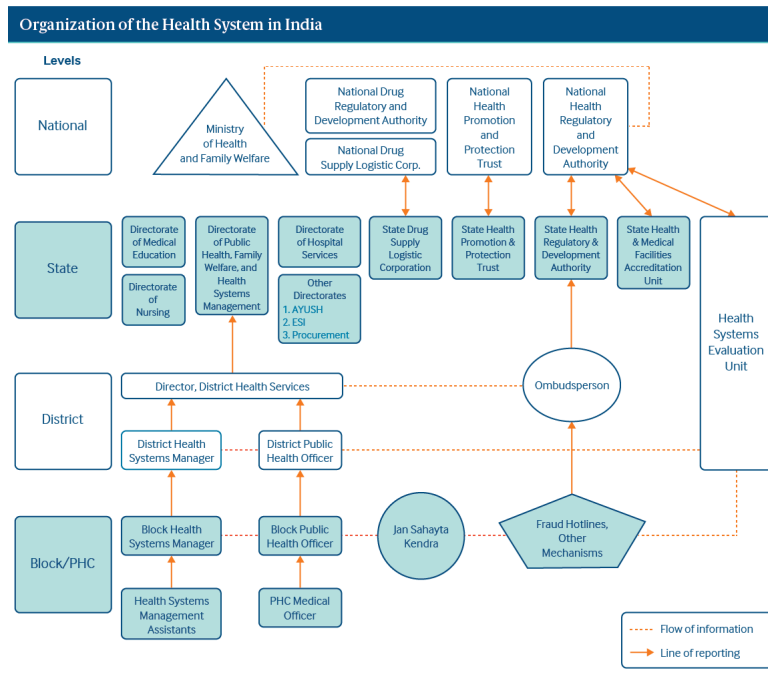 Organization of the Health System in India
Levels
National
Ministry
of Health
and Family Welfare
National Drug
Regulatory and
Development Authority
National Drug
Supply Logistic Corp.
National
Health
Promotion
and
Protection
Trust
National
Health
Regulatory
and
Development
Authority
State
Directorate
of Medical
Education
Directorate
of
Nursing
Directorate
of Public
Health, Family
Welfare, and
Health
Systems
Management
Directorate
of Hospital
Services
Other
Directorates
1. AYUSH
2. ESI
3. Procurement
State Drug
Supply
Logistic
Corporation
State Health
Promotion &
Protection
Trust
State Health
Regulatory &
Development
Authority
State Health
& Medical
Facilities
Accreditation
Unit
Health
Systems
Evaluation
Unit
District
Director, District Health Services
Ombudsperson
District Health
Systems Manager
District Public
Health Officer
Block/PHC
Block Health
Systems Manager
Block Public
Health Officer
Jan Sahayta
Kendra
Fraud Hotlines,
Other
Mechanisms
Health Systems
Management
Assistants
PHC Medical
Officer
Flow of information
Line of reporting